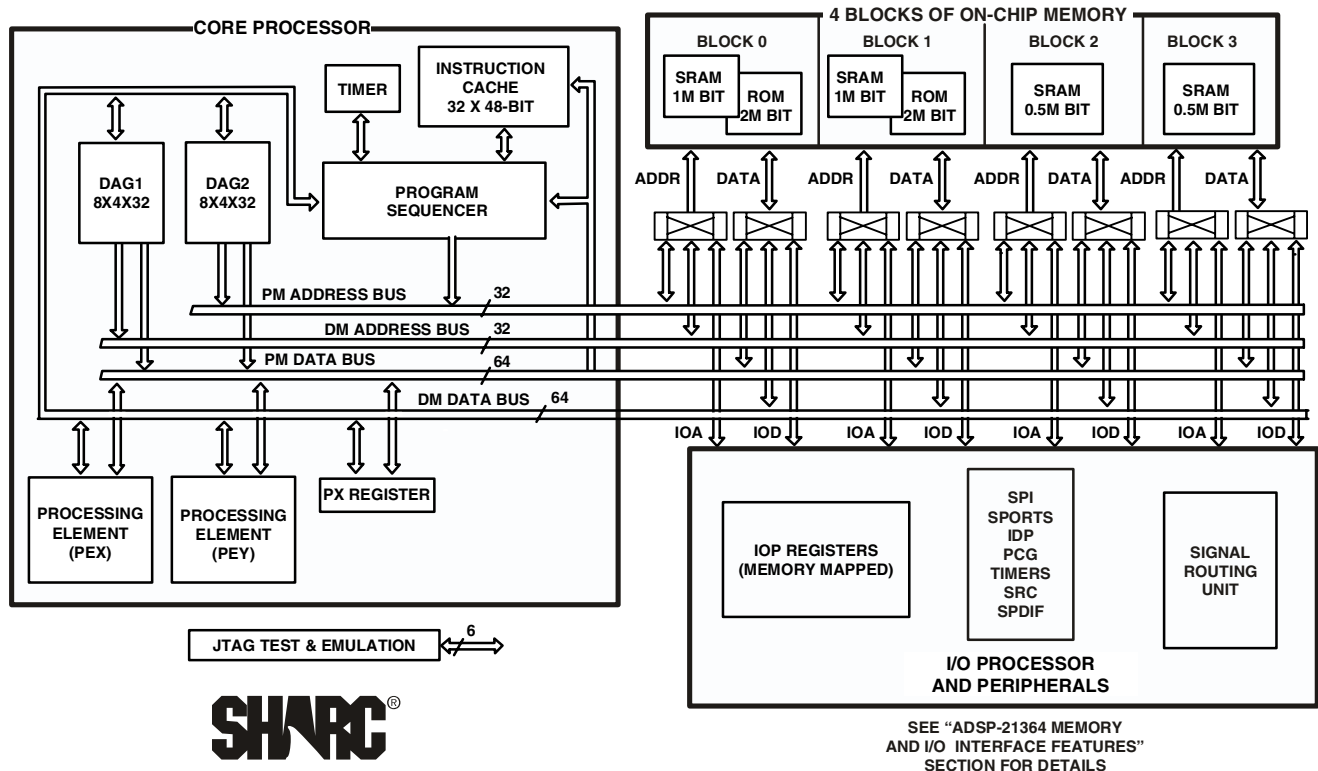 CORE PROCESSOR
TIMER
INSTRUCTION
CACHE
32 X 48-BIT
DAG1
8X4X32
DAG2
8X4X32
PROGRAM
SEQUENCER
PM ADDRESS BUS
32
DM ADDRESS BUS
32
PM DATA BUS
64
DM DATA BUS
64
PROCESSING
ELEMENT
(PEX)
PROCESSING
ELEMENT
(PEY)
PX REGISTER
JTAG TEST & EMULATION
6
SHARC®
4 BLOCKS OF ON-CHIP MEMORY
BLOCK 0
BLOCK 1
BLOCK 2
BLOCK 3
SRAM
1M BIT
ROM
2M BIT
SRAM
1M BIT
ROM
2M BIT
SRAM
0.5M BIT
SRAM
0.5M BIT
ADDR
DATA
ADDR
DATA
ADDR
DATA
ADDR
DATA
IOA
IOD
IOA
IOD
IOA
IOD
IOA
IOD
IOP REGISTERS
(MEMORY MAPPED)
SPI
SPORTS
IDP
PCG
TIMERS
SRC
SPDIF
SIGNAL
ROUTING
UNIT
I/O PROCESSOR
AND PERIPHERALS
SEE “ADSP-21364 MEMORY
AND I/O INTERFACE FEATURES”
SECTION FOR DETAILS